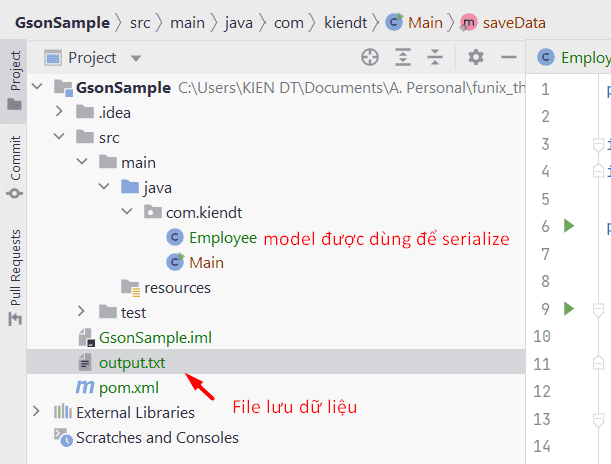 GsonSample > src > main > java > com > kiendt > Main > saveData
Project
Project
Employ
GsonSample C:\Users\KIEN DT\Documents\A. Personal\funix_th
.idea
src
main
java
com.kiendt
Employee model được dùng để serialize
Main
resources
test
GsonSample.iml
output.txt
pom.xml
File lưu dữ liệu
External Libraries
Scratches and Consoles
Commit
Pull Requests
1 p
2
3 i
4 i
5
6 p
7
8
9
10
11
12
13
14